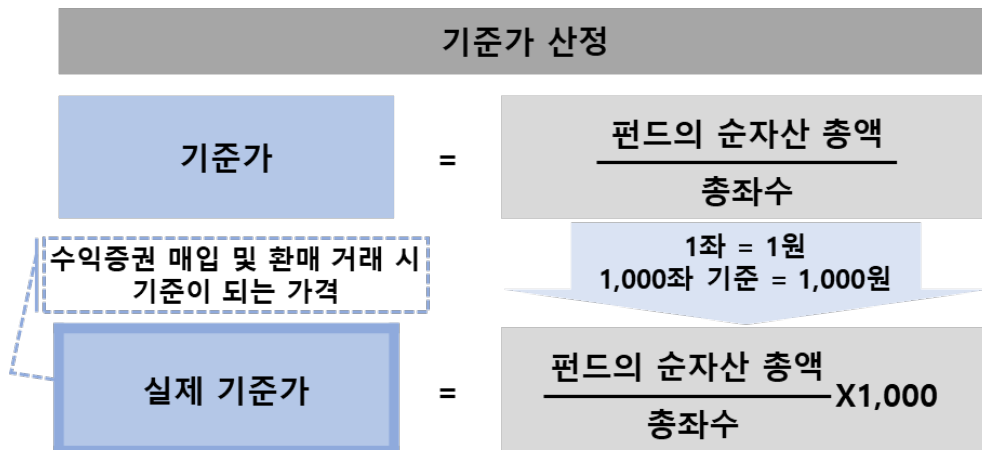 기준가 산정
기준가
=
펀드의 순자산 총액
총좌수
수익증권 매입 및 환매 거래 시
기준이 되는 가격
1좌 = 1원
1,000좌 기준 = 1,000원
실제 기준가
=
펀드의 순자산 총액
총좌수
X1,000